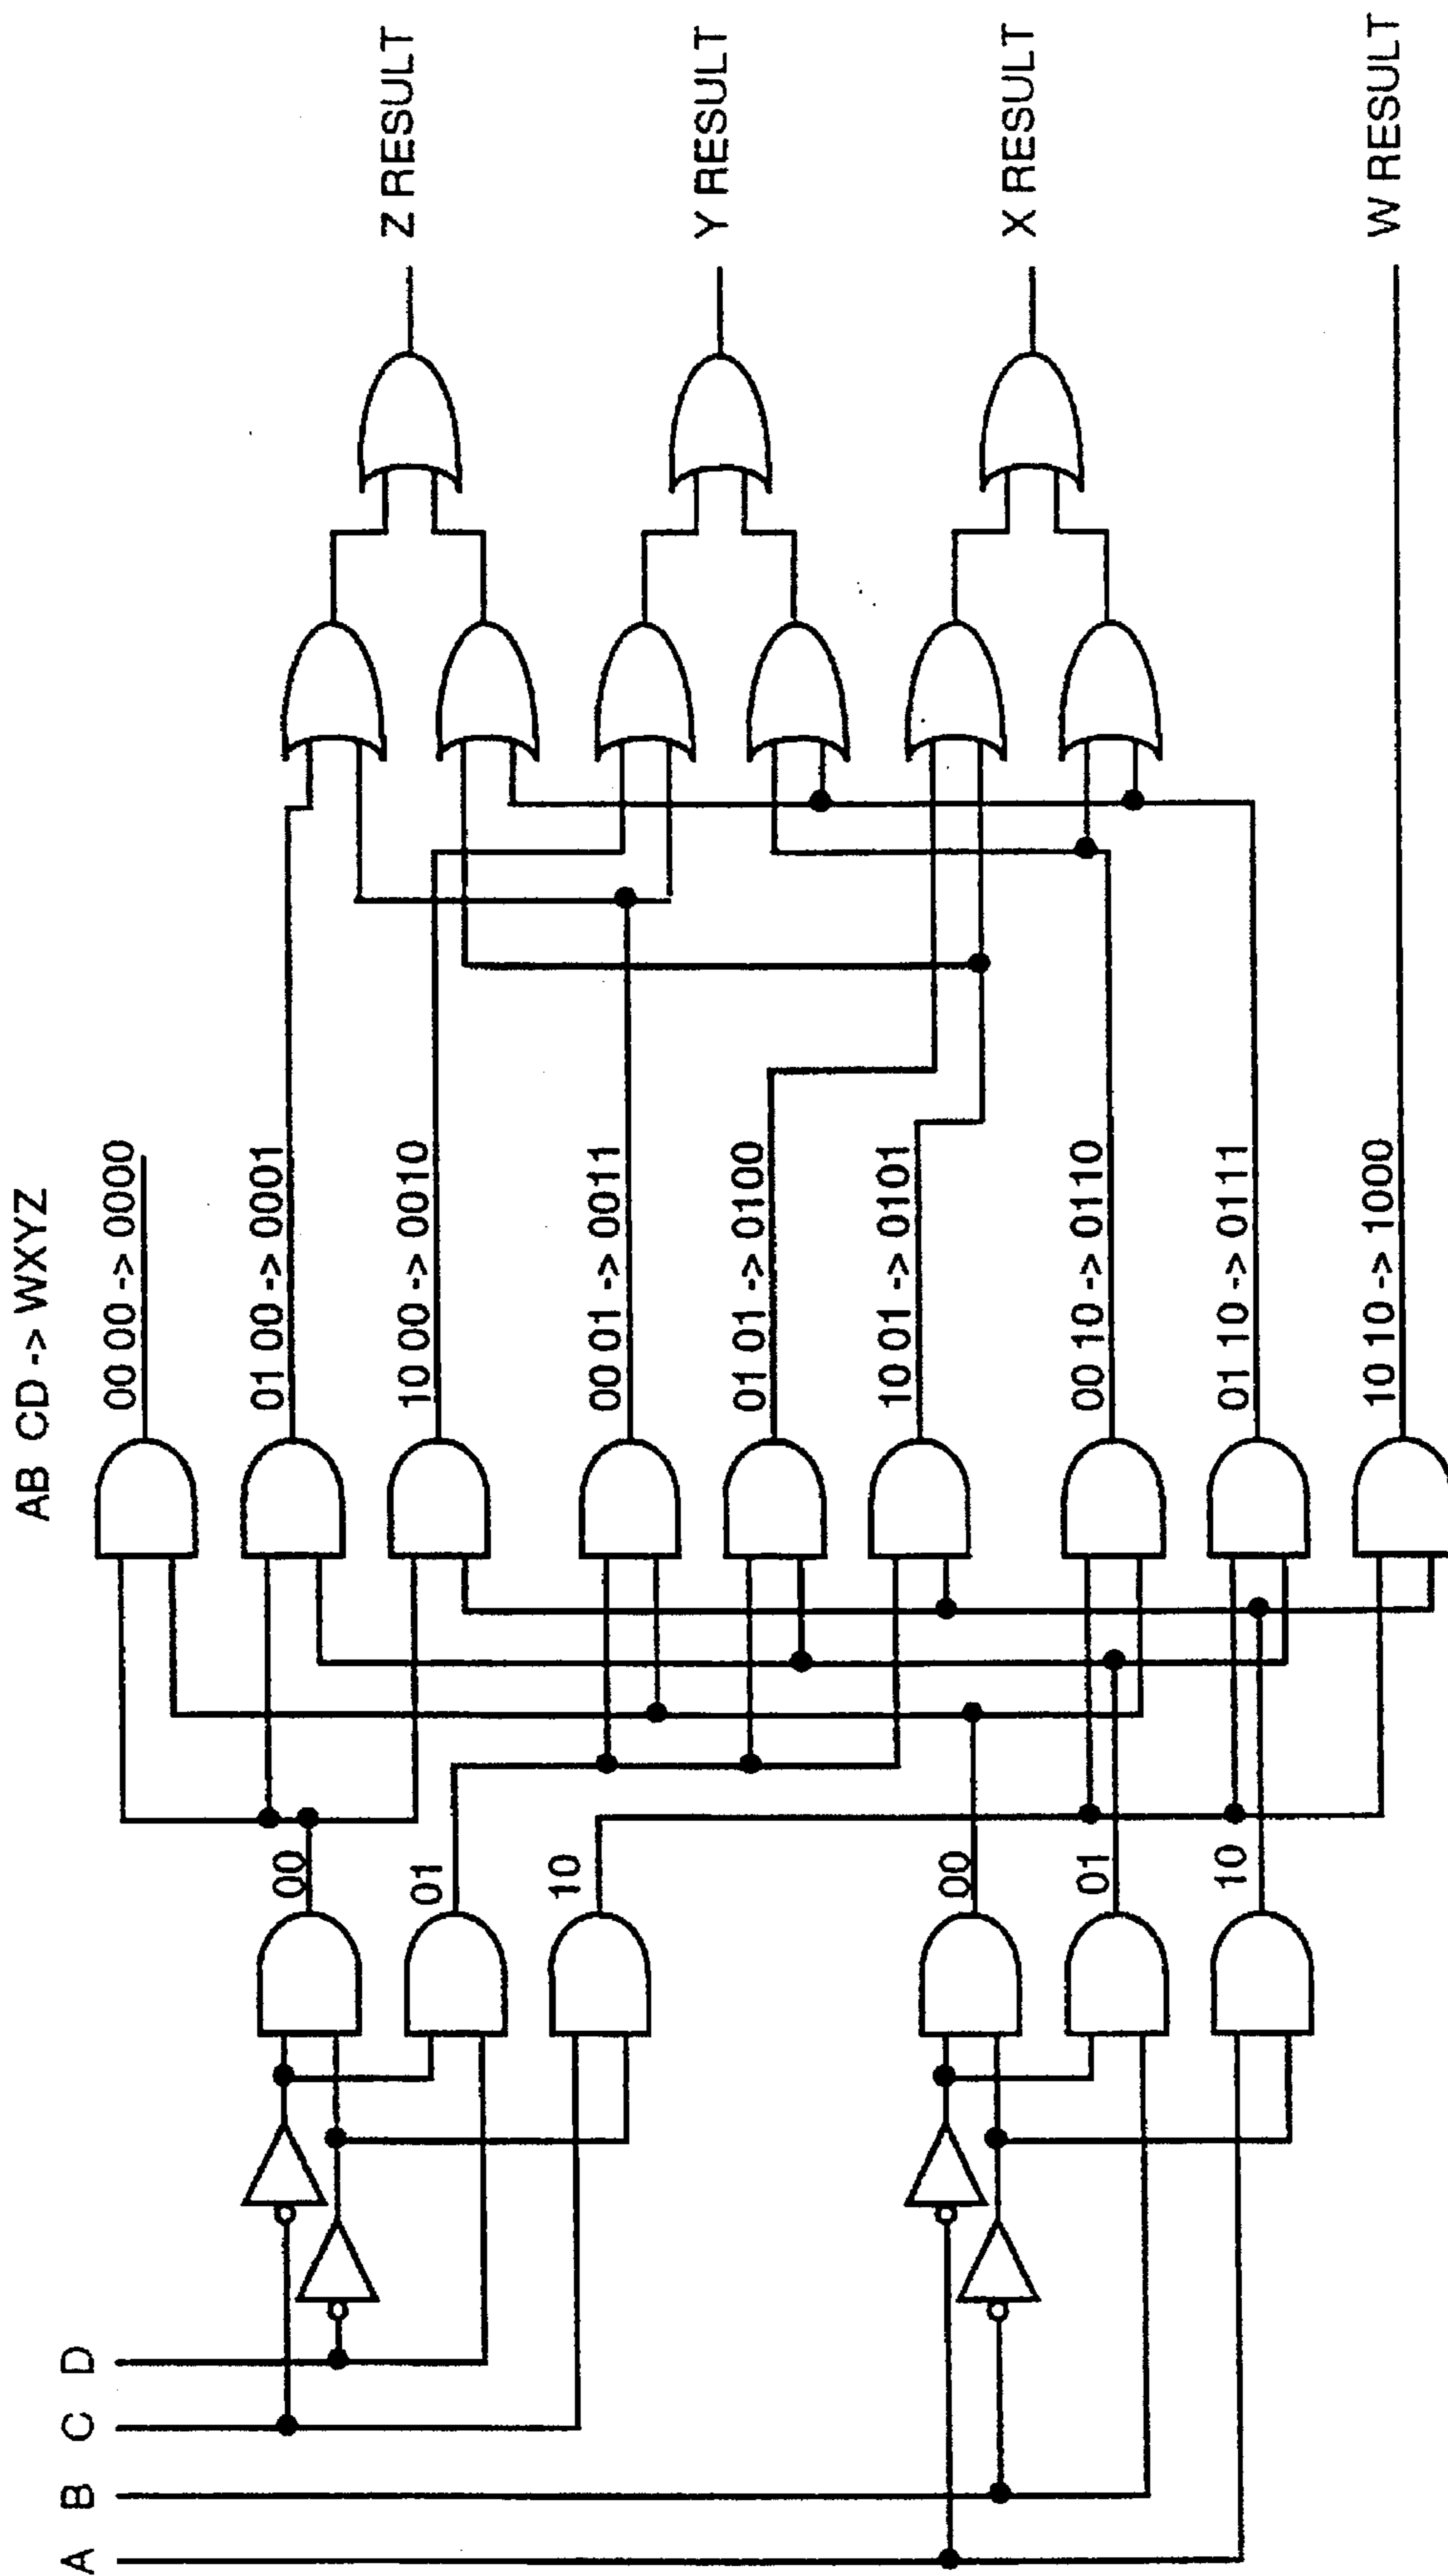 AB CD -> WXYZ
A
B
C
D
00
01
10
00
01
10
00 00 -> 0000
01 00 -> 0001
10 00 -> 0010
00 01 -> 0011
01 01 -> 0100
10 01 -> 0101
00 10 -> 0110
01 10 -> 0111
10 10 -> 1000
Z RESULT
Y RESULT
X RESULT
W RESULT